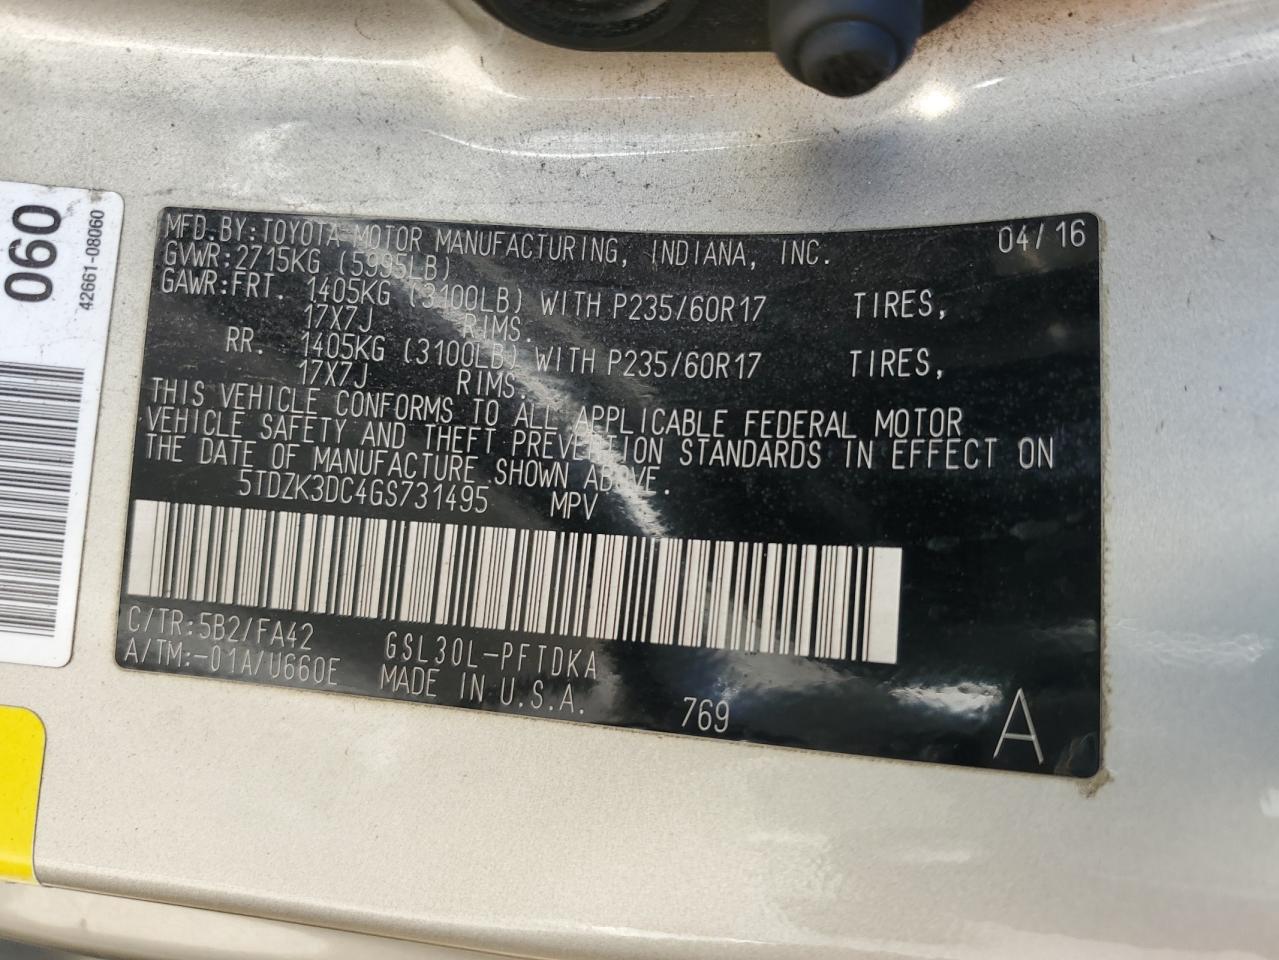 060
42661-08060
MFD.BY:TOYOTA MOTOR MANUFACTURING, INDIANA, INC. 04/16
GVWR:2715KG (5995LB)
GAWR:FRT. 1405KG (3100LB) WITH P235/60R17 TIRES,
17X7J RIMS.
RR. 1405KG (3100LB) WITH P235/60R17 TIRES,
17X7J RIMS.
THIS VEHICLE CONFORMS TO ALL APPLICABLE FEDERAL MOTOR
VEHICLE SAFETY AND THEFT PREVENTION STANDARDS IN EFFECT ON
THE DATE OF MANUFACTURE SHOWN ABOVE.
5TDZK3DC4GS731495 MPV
C/TR:5B2/FA42 GSL30L-PFTDKA
A/TM:-01A/U660E MADE IN U.S.A. 769 A